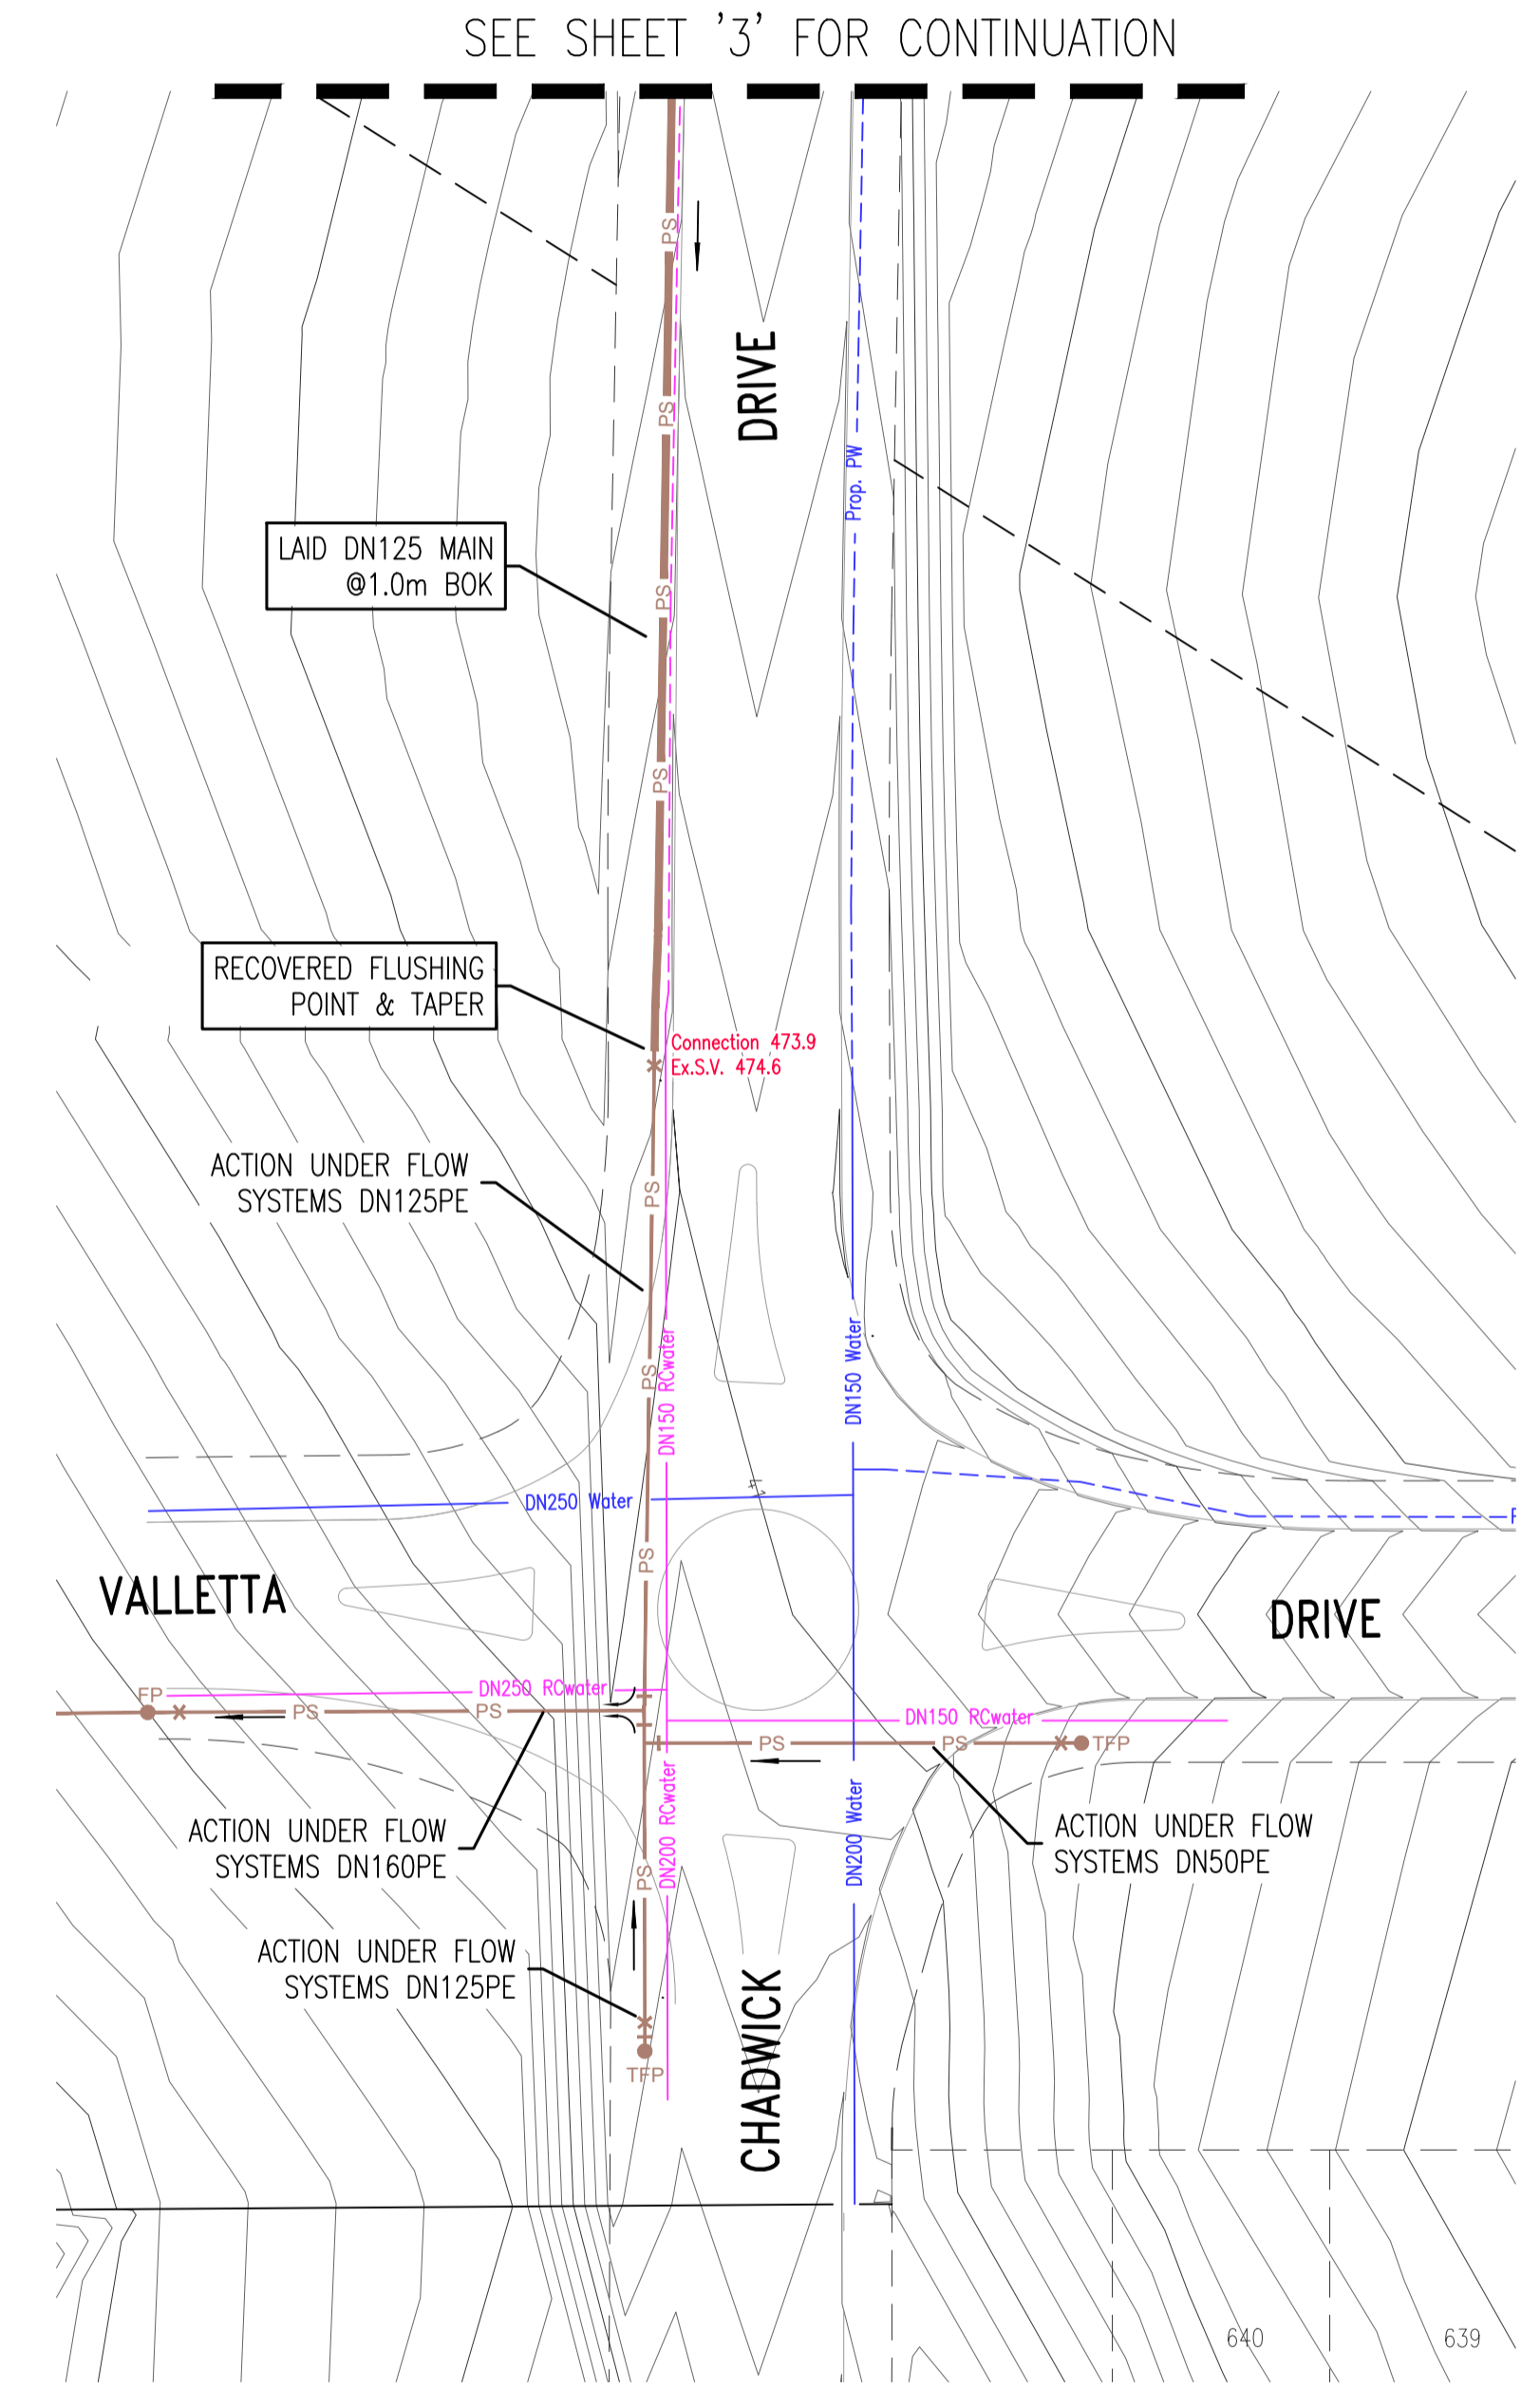 SEE SHEET '3' FOR CONTINUATION
PS
DRIVE
PS
Prop. PW
LAID DN125 MAIN
@1.0m BOK
PS
PS
RECOVERED FLUSHING
POINT & TAPER
Connection 473.9
Ex.S.V. 474.6
ACTION UNDER FLOW
SYSTEMS DN125PE
PS
DN150 RCwater
DN150 Water
PS
DN250 Water
PS
VALLETTA
DRIVE
FP
PS
PS
DN250 RCwater
DN150 RCwater
PS
PS
TFP
DN200 RCwater
DN200 Water
ACTION UNDER FLOW
SYSTEMS DN160PE
ACTION UNDER FLOW
SYSTEMS DN50PE
PS
ACTION UNDER FLOW
SYSTEMS DN125PE
TFP
CHADWICK
640
639